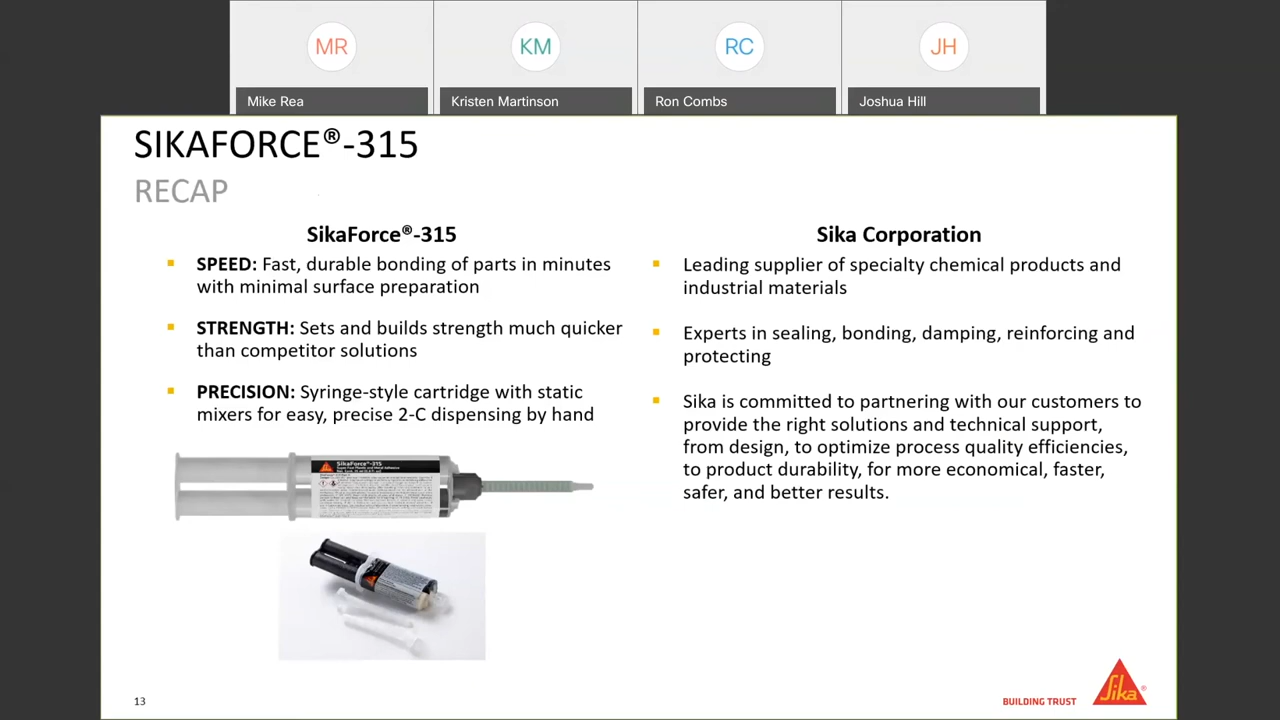 MR
KM
RC
JH
Mike Rea
Kristen Martinson
Ron Combs
Joshua Hill
SIKAFORCE®-315
RECAP
SikaForce®-315
SPEED: Fast, durable bonding of parts in minutes
with minimal surface preparation
STRENGTH: Sets and builds strength much quicker
than competitor solutions
PRECISION: Syringe-style cartridge with static
mixers for easy, precise 2-C dispensing by hand
SikaForce®-315
Sika Corporation
Leading supplier of specialty chemical products and
industrial materials
Experts in sealing, bonding, damping, reinforcing and
protecting
Sika is committed to partnering with our customers to
provide the right solutions and technical support,
from design, to optimize process quality efficiencies,
to product durability, for more economical, faster,
safer, and better results.
13
BUILDING TRUST
Sika®